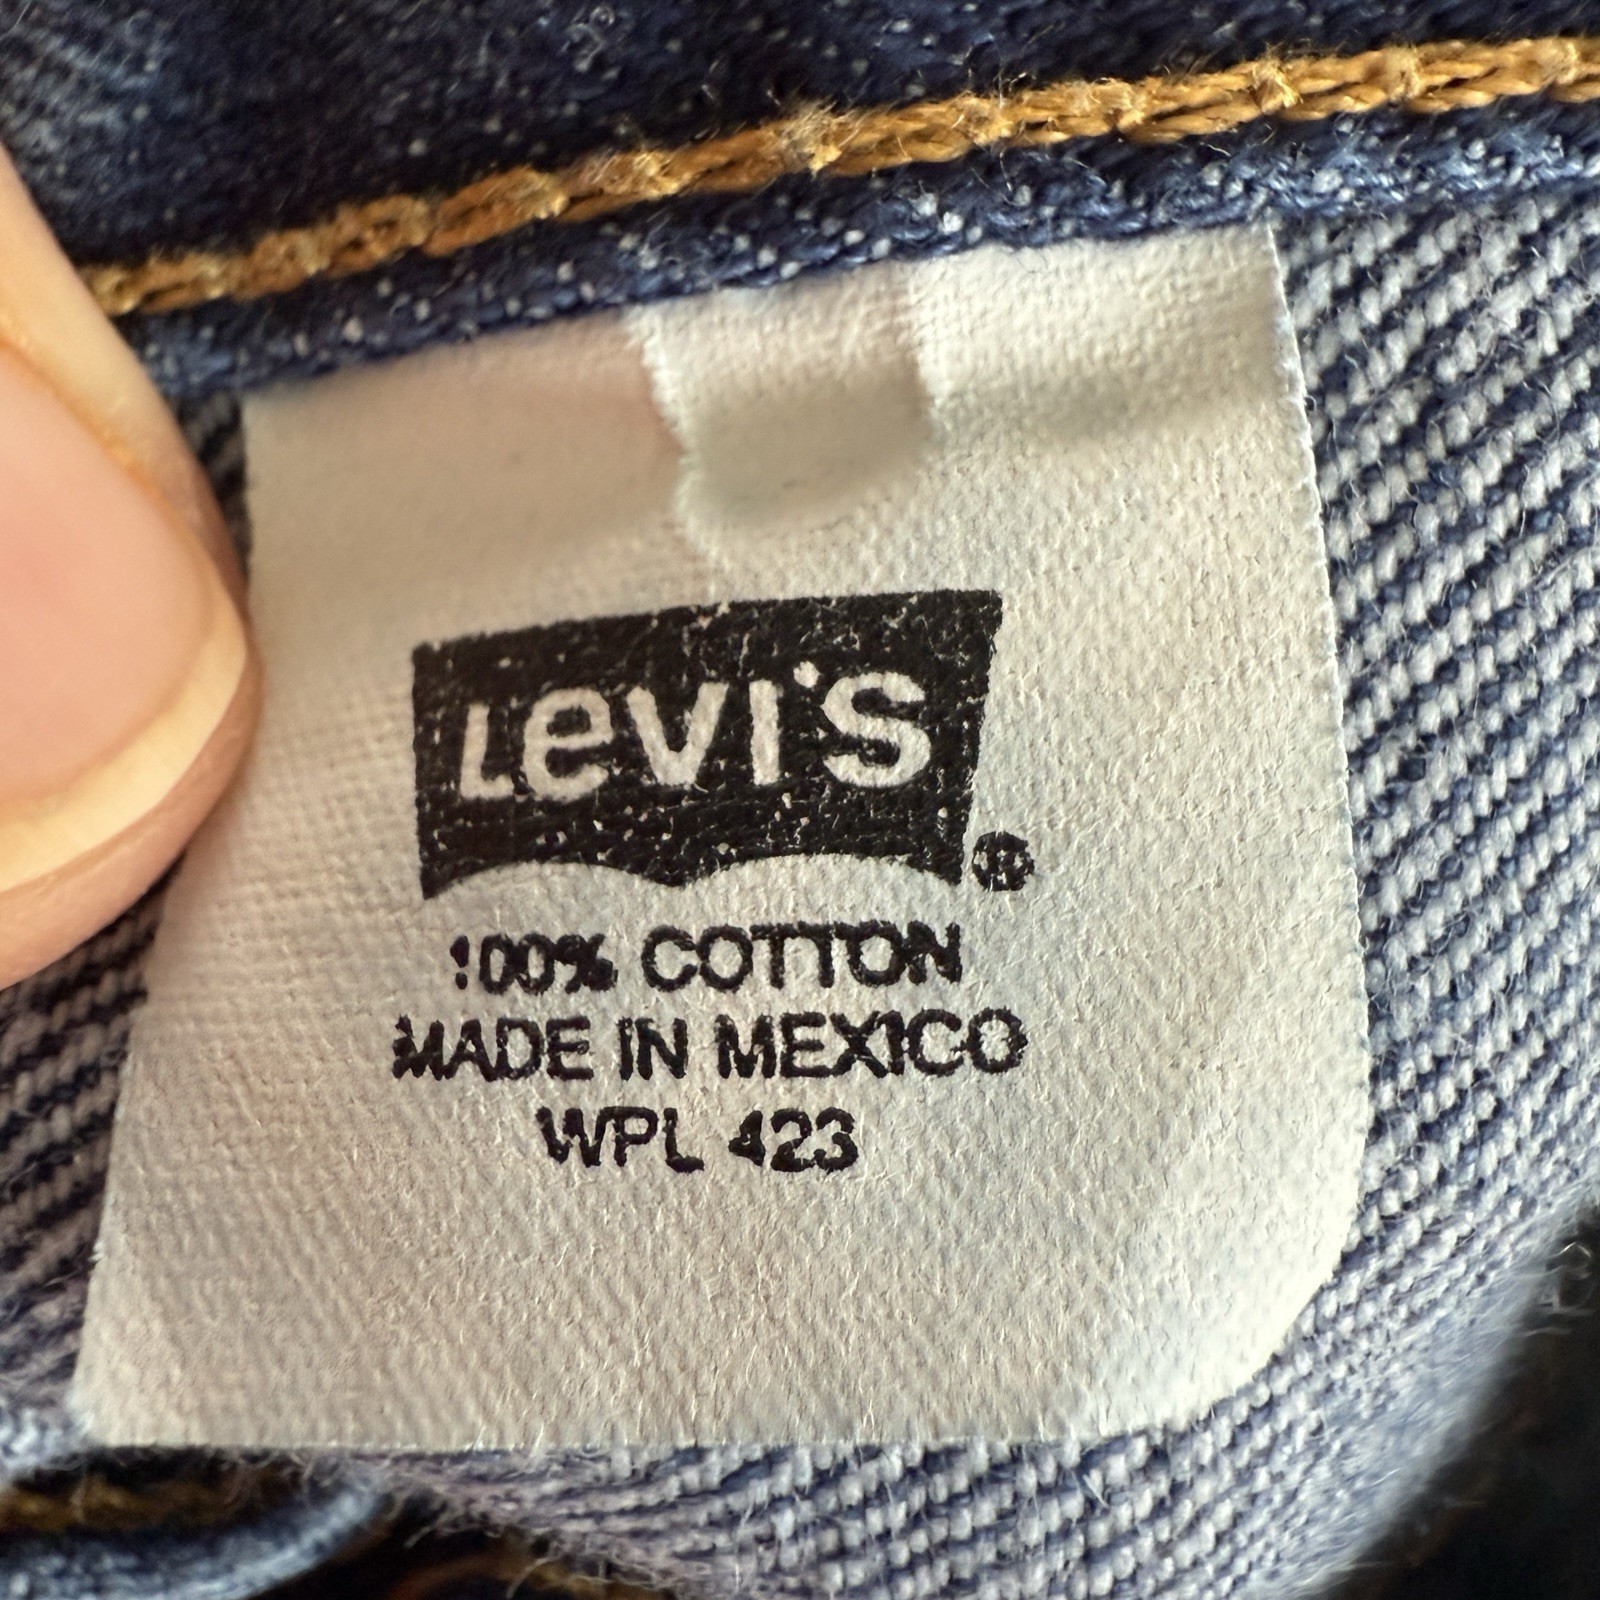 LEVI'S ®
100% COTTON
MADE IN MEXICO
WPL 423